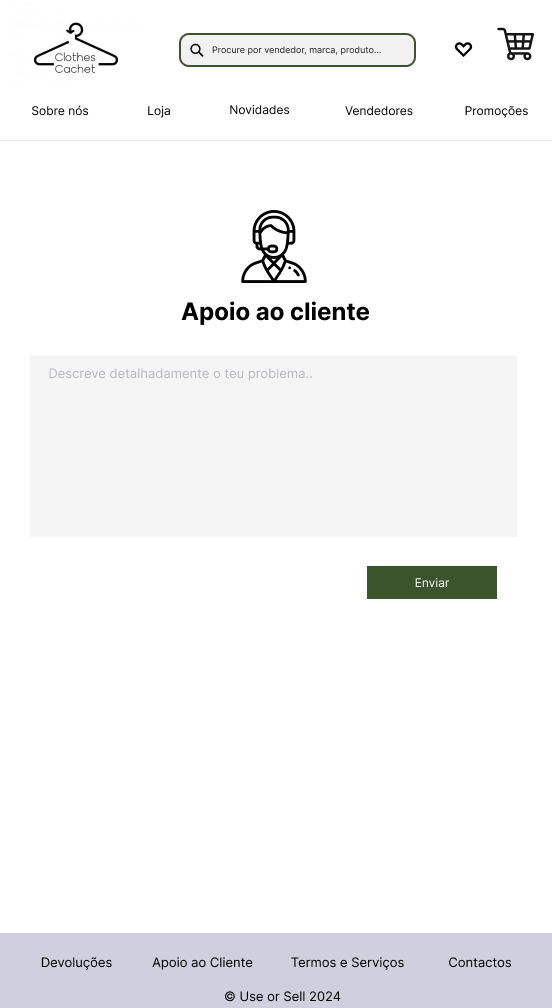 Clothes
Cachet
Procure por vendedor, marca, produto...
Sobre nós
Loja
Novidades
Vendedores
Promoções
Apoio ao cliente
Descreve detalhadamente o teu problema..
Enviar
Devoluções
Apoio ao Cliente
Termos e Serviços
Contactos
© Use or Sell 2024